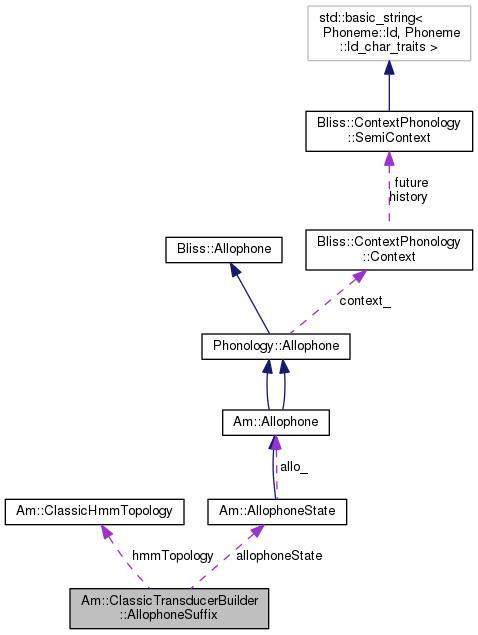 std::basic_string<
Phoneme::Id, Phoneme
::Id_char_traits >
Bliss::ContextPhonology
::SemiContext
future
history
Bliss::Allophone
Bliss::ContextPhonology
::Context
context_
Phonology::Allophone
Am::Allophone
allo_
Am::ClassicHmmTopology
Am::AllophoneState
hmmTopology
allophoneState
Am::ClassicTransducerBuilder
::AllophoneSuffix